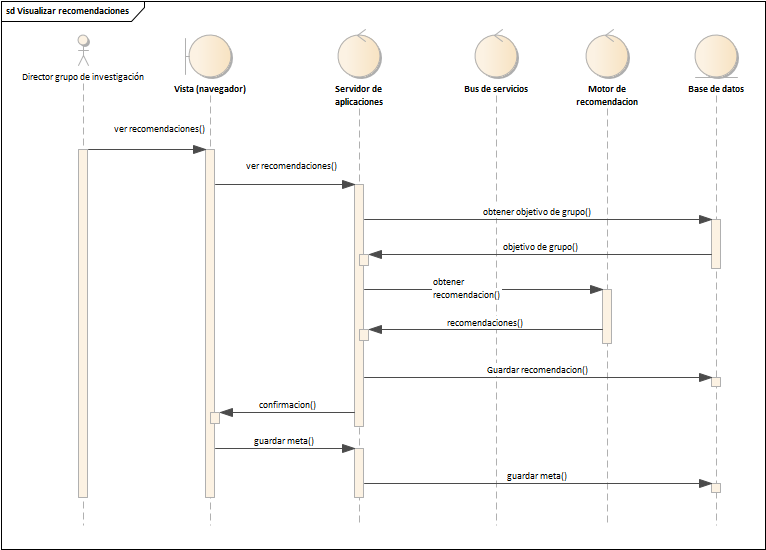 sd Visualizar recomendaciones
Director grupo de investigación
Vista (navegador)
Servidor de
aplicaciones
Bus de servicios
Motor de
recomendacion
Base de datos
ver recomendaciones()
ver recomendaciones()
obtener objetivo de grupo()
objetivo de grupo()
obtener
recomendacion()
recomendaciones()
Guardar recomendacion()
confirmacion()
guardar meta()
guardar meta()